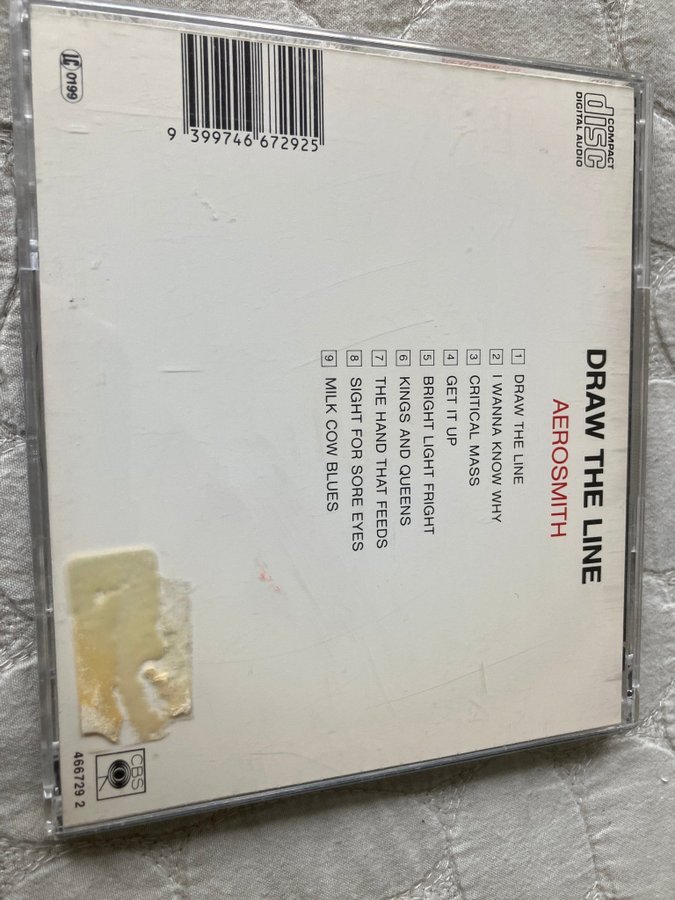 COMPACT
disc
DIGITAL AUDIO
DRAW THE LINE
AEROSMITH
1 DRAW THE LINE
2 I WANNA KNOW WHY
3 CRITICAL MASS
4 GET IT UP
5 BRIGHT LIGHT FRIGHT
6 KINGS AND QUEENS
7 THE HAND THAT FEEDS
8 SIGHT FOR SORE EYES
9 MILK COW BLUES
9 399746 672925
LC 0199
CBS
466729 2